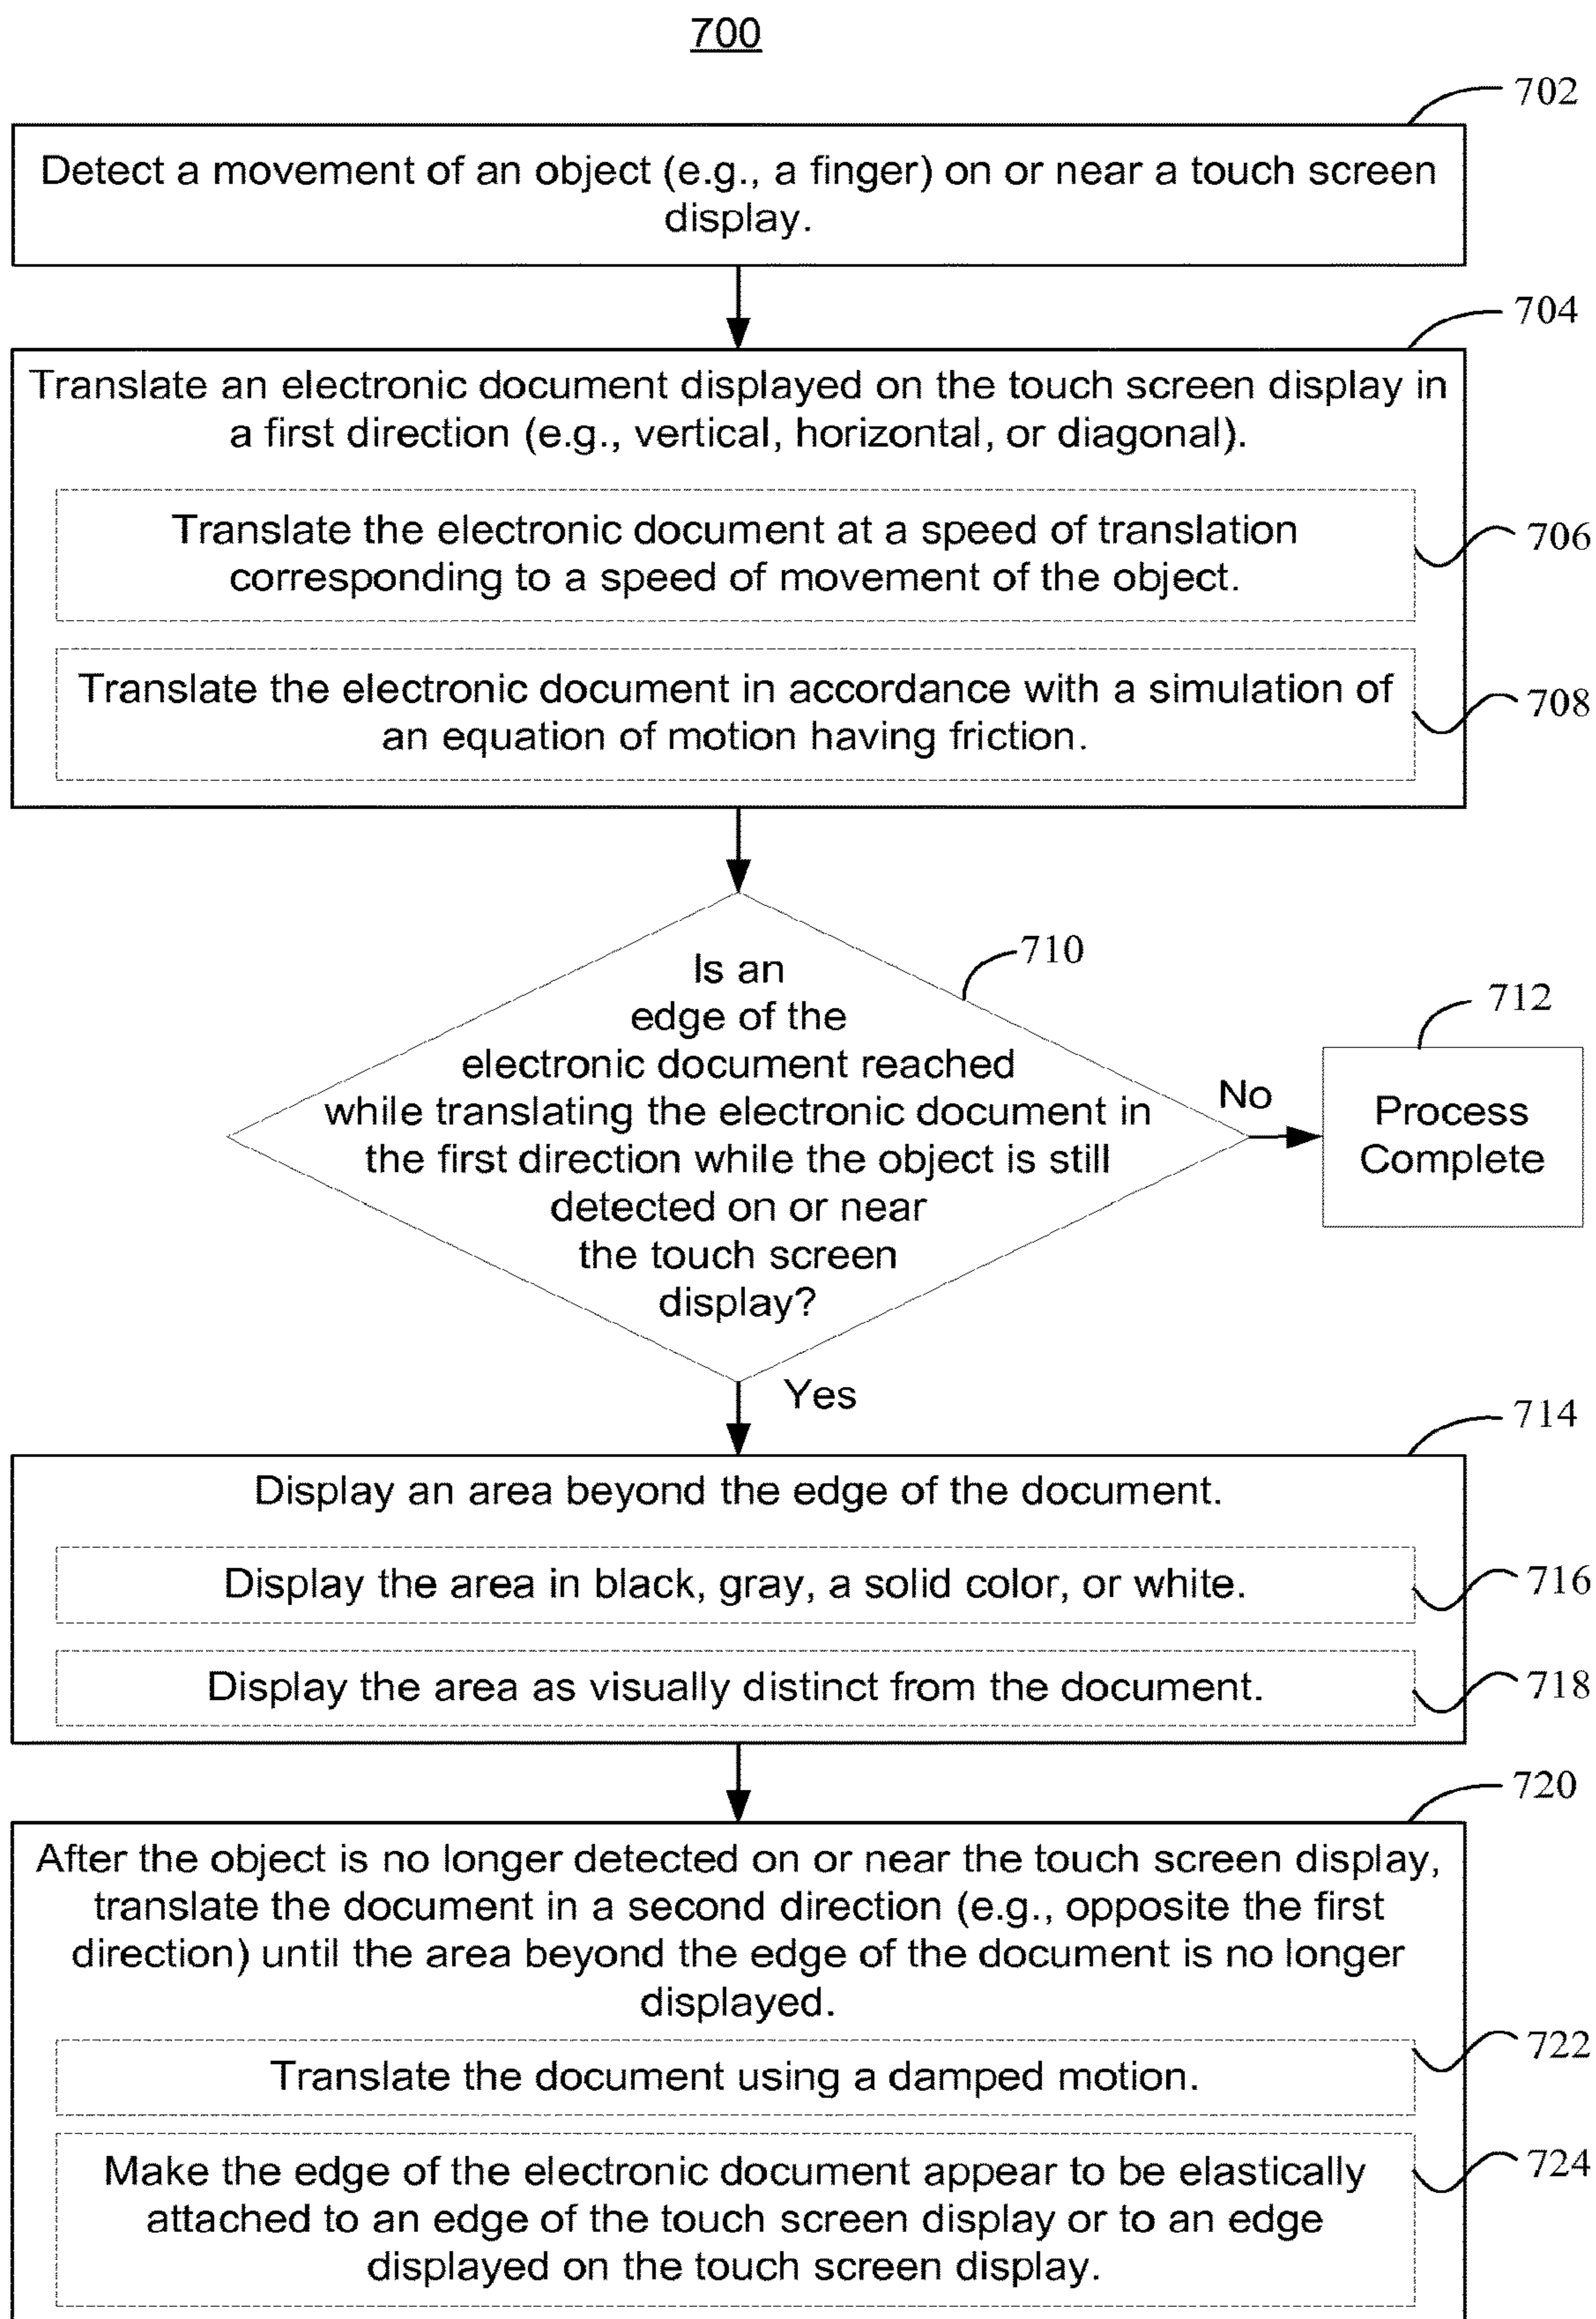 700
702
Detect a movement of an object (e.g., a finger) on or near a touch screen
display.
704
Translate an electronic document displayed on the touch screen display in
a first direction (e.g., vertical, horizontal, or diagonal).
Translate the electronic document at a speed of translation
corresponding to a speed of movement of the object.
706
Translate the electronic document in accordance with a simulation of
an equation of motion having friction.
708
710
Is an
edge of the
electronic document reached
while translating the electronic document in
the first direction while the object is still
detected on or near
the touch screen
display?
No
712
Process
Complete
Yes
714
Display an area beyond the edge of the document.
Display the area in black, gray, a solid color, or white.
716
Display the area as visually distinct from the document.
718
720
After the object is no longer detected on or near the touch screen display,
translate the document in a second direction (e.g., opposite the first
direction) until the area beyond the edge of the document is no longer
displayed.
722
Translate the document using a damped motion.
724
Make the edge of the electronic document appear to be elastically
attached to an edge of the touch screen display or to an edge
displayed on the touch screen display.